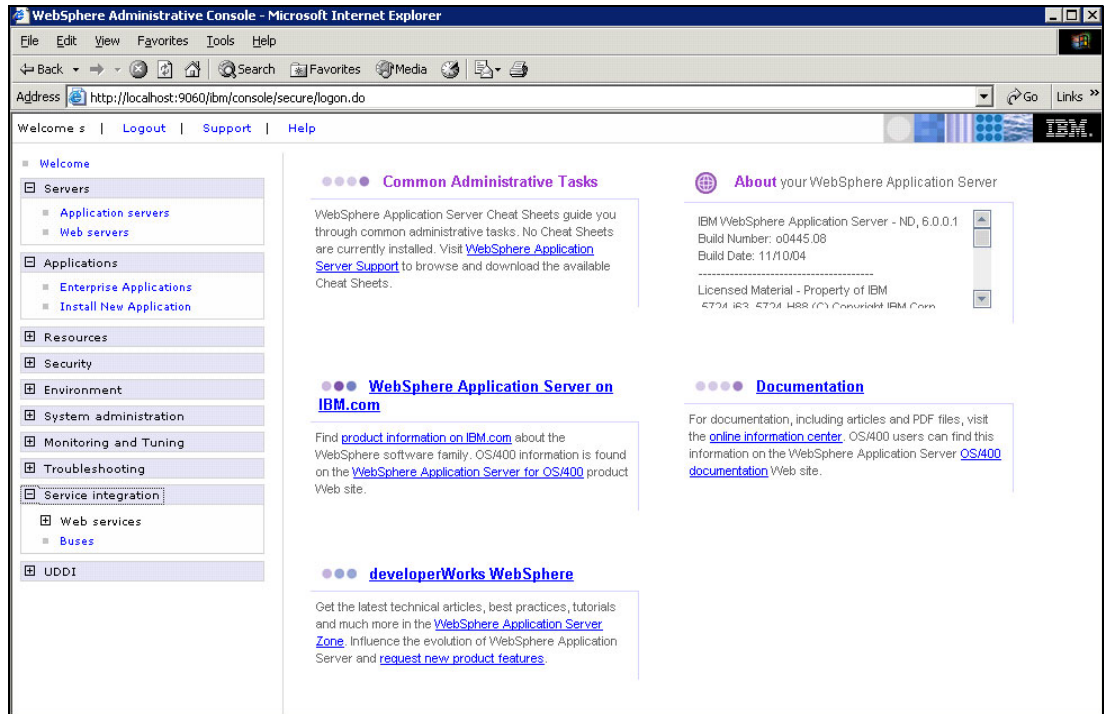 WebSphere Administrative Console - Microsoft Internet Explorer
File Edit View Favorites Tools Help
Back Search Favorites Media
Address http://localhost:9060/ibm/console/secure/logon.do Go Links »
Welcome s | Logout | Support | Help
IBM.
Welcome
Servers
Application servers
Web servers
Applications
Enterprise Applications
Install New Application
Resources
Security
Environment
System administration
Monitoring and Tuning
Troubleshooting
Service integration
Web services
Buses
UDDI
Common Administrative Tasks
WebSphere Application Server Cheat Sheets guide you
through common administrative tasks. No Cheat Sheets
are currently installed. Visit WebSphere Application
Server Support to browse and download the available
Cheat Sheets.
About your WebSphere Application Server
IBM WebSphere Application Server - ND, 6.0.0.1
Build Number: o0445.08
Build Date: 11/10/04
----------------------------------------
Licensed Material - Property of IBM
5724-i63, 5724-H88 (C) Copyright IBM Corp.
WebSphere Application Server on
IBM.com
Find product information on IBM.com about the
WebSphere software family. OS/400 information is found
on the WebSphere Application Server for OS/400 product
Web site.
Documentation
For documentation, including articles and PDF files, visit
the online information center. OS/400 users can find this
information on the WebSphere Application Server OS/400
documentation Web site.
developerWorks WebSphere
Get the latest technical articles, best practices, tutorials
and much more in the WebSphere Application Server
Zone. Influence the evolution of WebSphere Application
Server and request new product features.